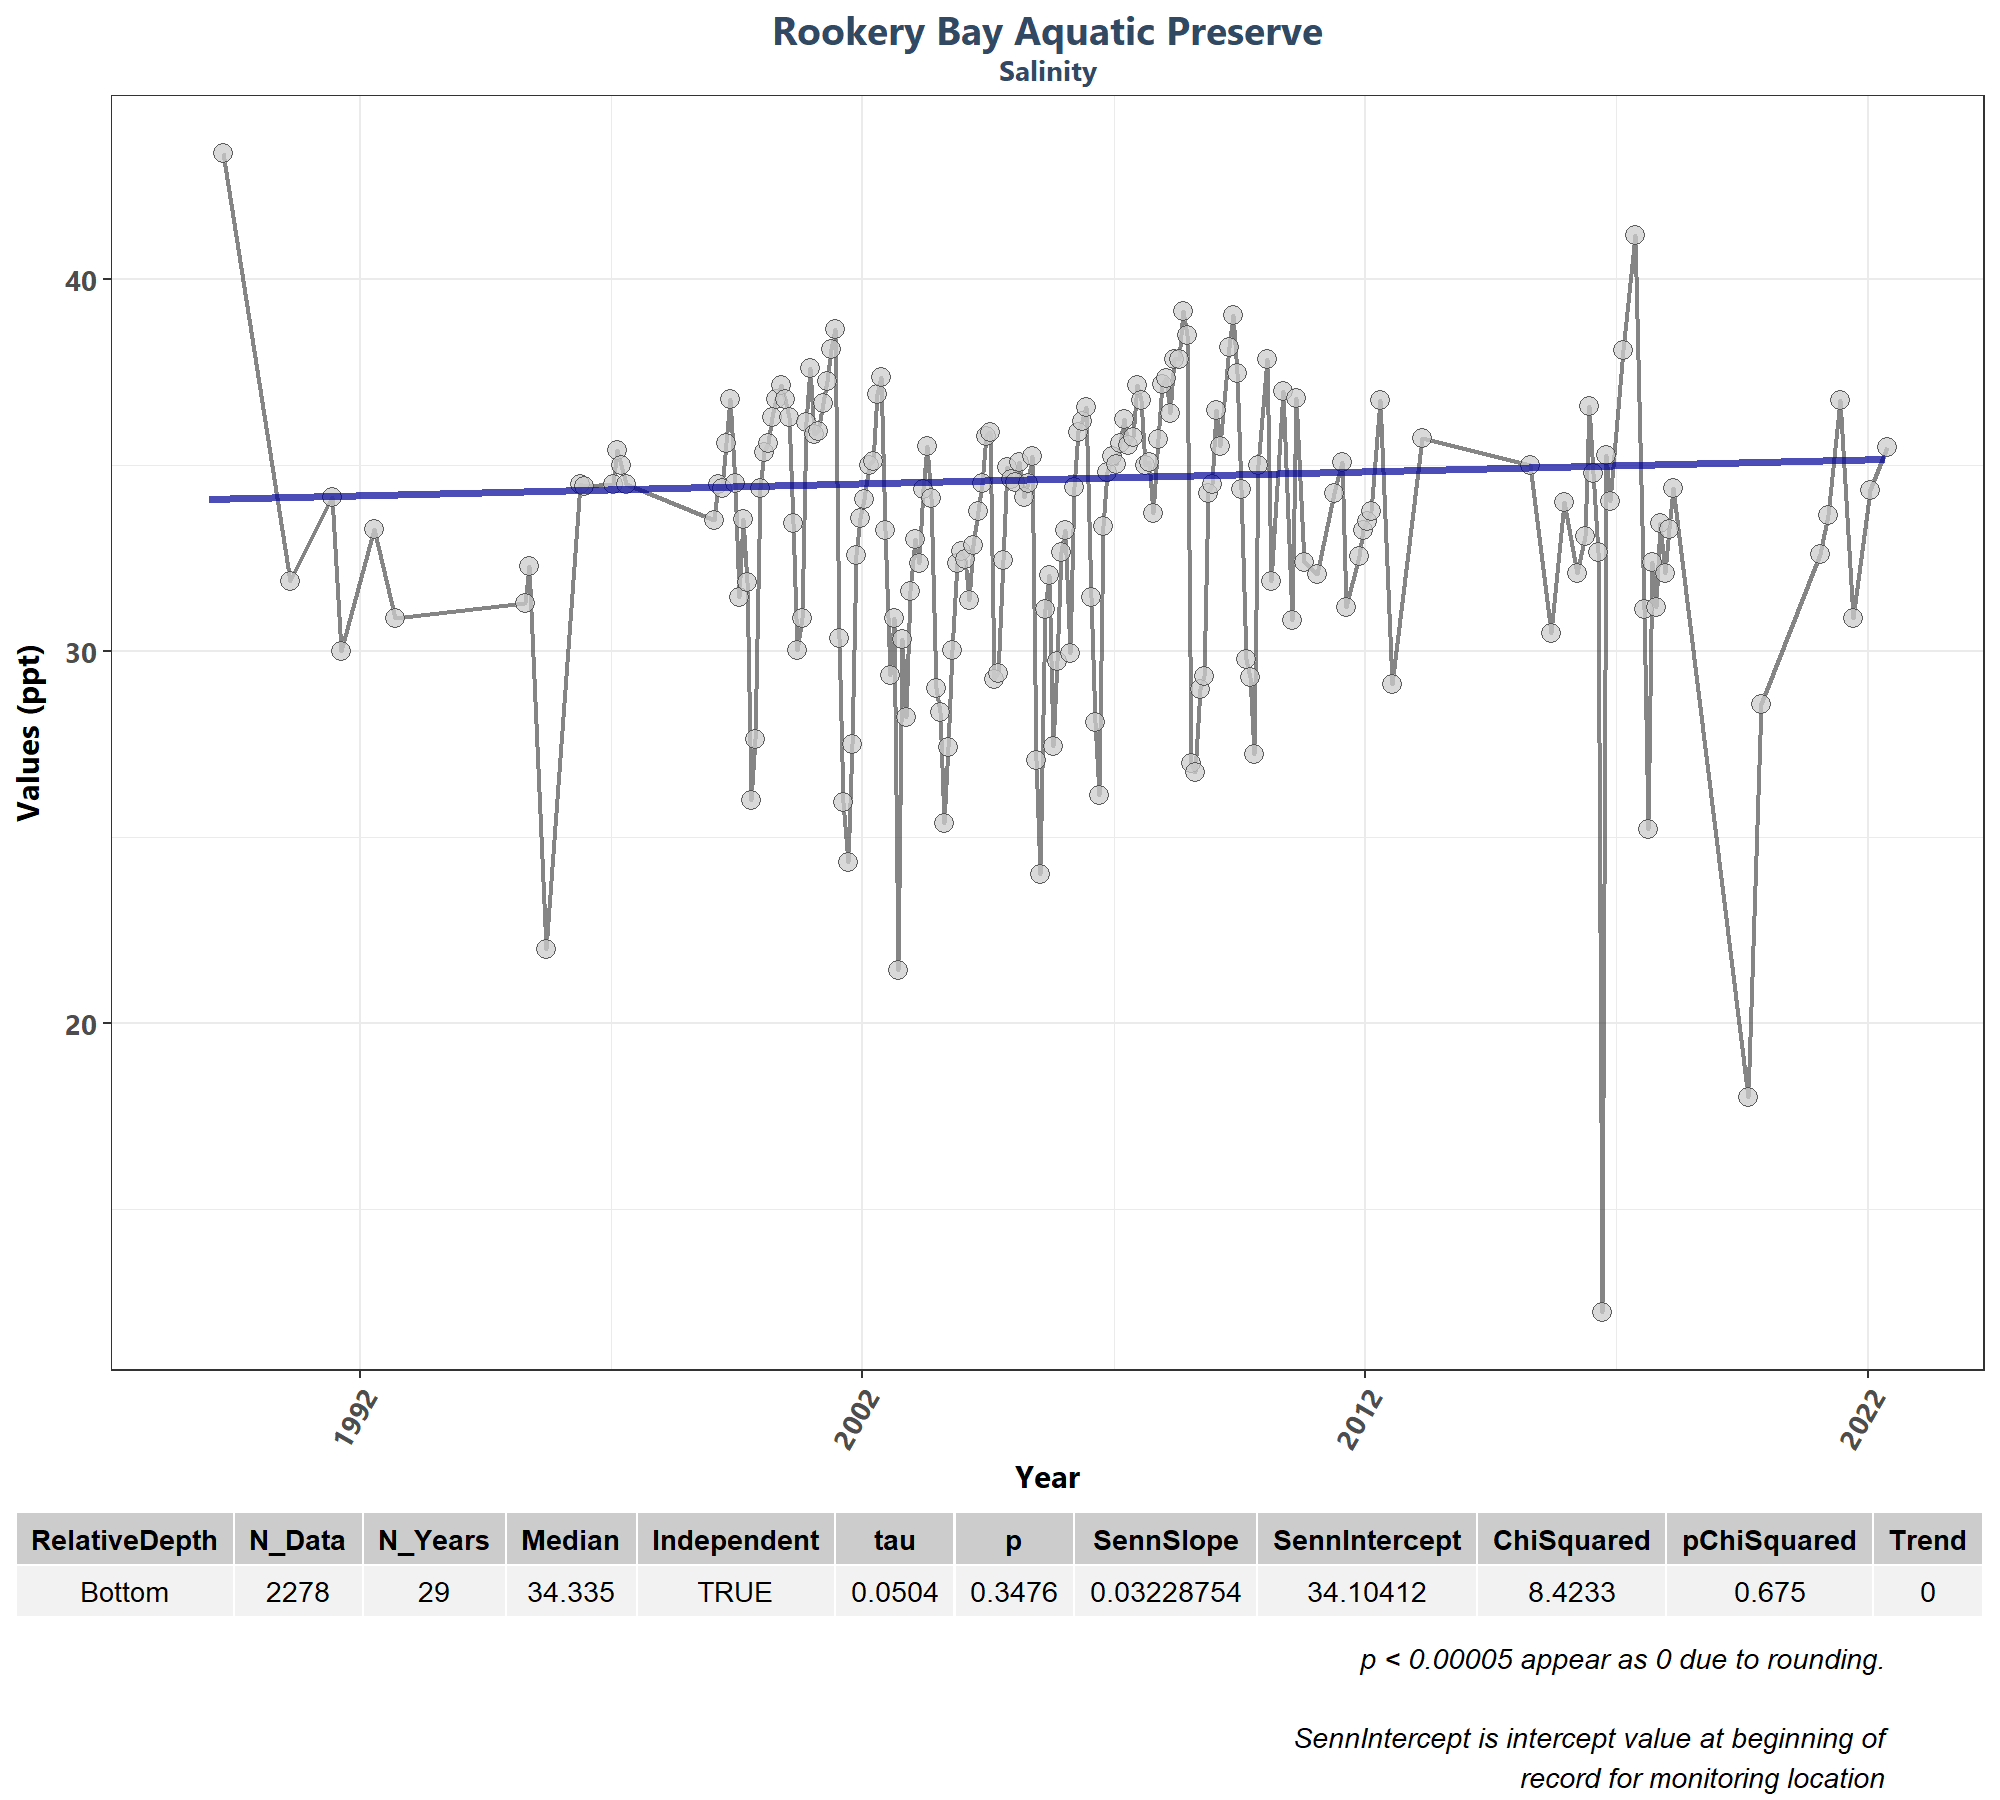 Rookery Bay Aquatic Preserve
Salinity
Values (ppt)
40
30
20
1992
2002
2012
2022
Year
RelativeDepth N_Data N_Years Median Independent tau p SennSlope SennIntercept ChiSquared pChiSquared Trend
Bottom 2278 29 34.335 TRUE 0.0504 0.3476 0.03228754 34.10412 8.4233 0.675 0
p < 0.00005 appear as 0 due to rounding.
SennIntercept is intercept value at beginning of
record for monitoring location